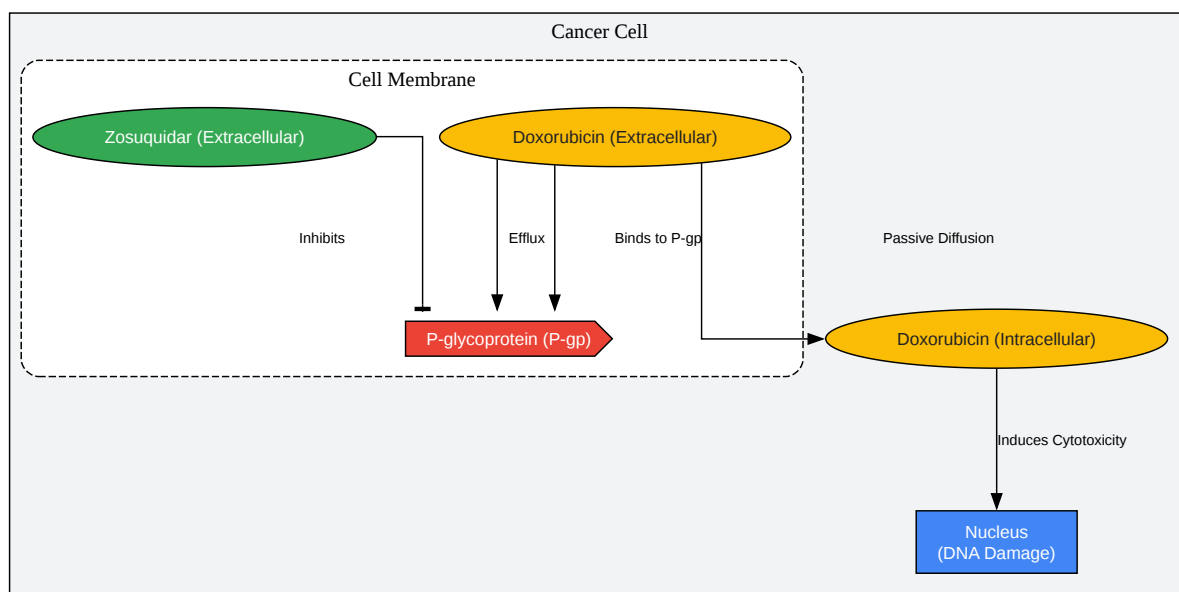 Cancer Cell
Cell Membrane
Zosuquidar (Extracellular)
Doxorubicin (Extracellular)
Inhibits
Efflux
Binds to P-gp
Passive Diffusion
P-glycoprotein (P-gp)
Doxorubicin (Intracellular)
Induces Cytotoxicity
Nucleus
(DNA Damage)